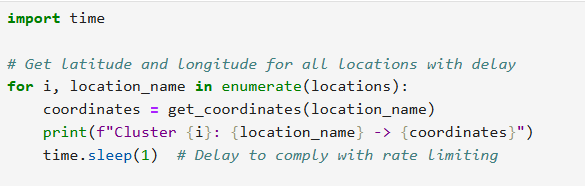 import time
# Get latitude and longitude for all locations with delay
for i, location_name in enumerate(locations):
    coordinates = get_coordinates(location_name)
    print(f"Cluster {i}: {location_name} -> {coordinates}")
    time.sleep(1)  # Delay to comply with rate limiting